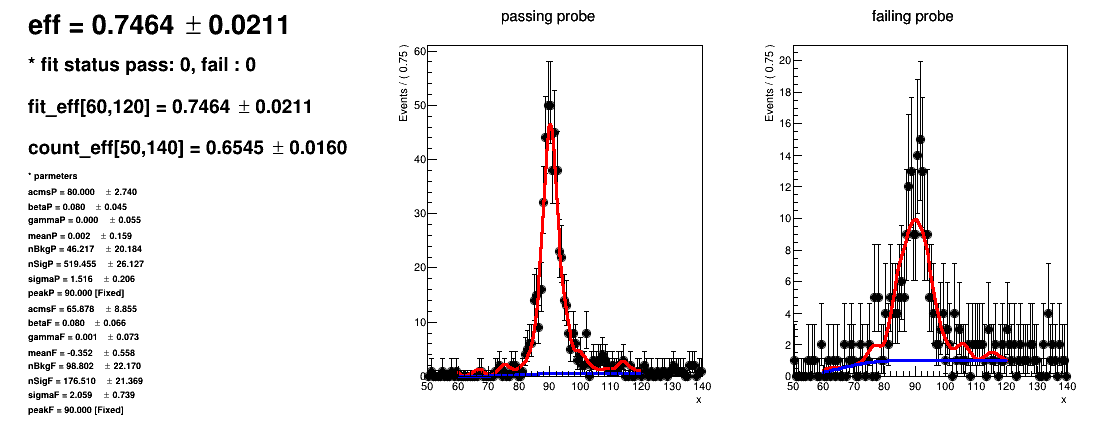 eff = 0.7464 ± 0.0211
* fit status pass: 0, fail : 0
fit_eff[60,120] = 0.7464 ± 0.0211
count_eff[50,140] = 0.6545 ± 0.0160
* parmeters
acmsP = 80.000 ± 2.740
betaP = 0.080 ± 0.045
gammaP = 0.000 ± 0.055
meanP = 0.002 ± 0.159
nBkgP = 46.217 ± 20.184
nSigP = 519.455 ± 26.127
sigmaP = 1.516 ± 0.206
peakP = 90.000 [Fixed]
acmsF = 65.878 ± 8.855
betaF = 0.080 ± 0.066
gammaF = 0.001 ± 0.073
meanF = -0.352 ± 0.558
nBkgF = 98.802 ± 22.170
nSigF = 176.510 ± 21.369
sigmaF = 2.059 ± 0.739
peakF = 90.000 [Fixed]
passing probe
Events / ( 0.75 )
60
50
40
30
20
10
0
50 60 70 80 90 100 110 120 130 140
x
failing probe
Events / ( 0.75 )
20
18
16
14
12
10
8
6
4
2
0
50 60 70 80 90 100 110 120 130 140
x